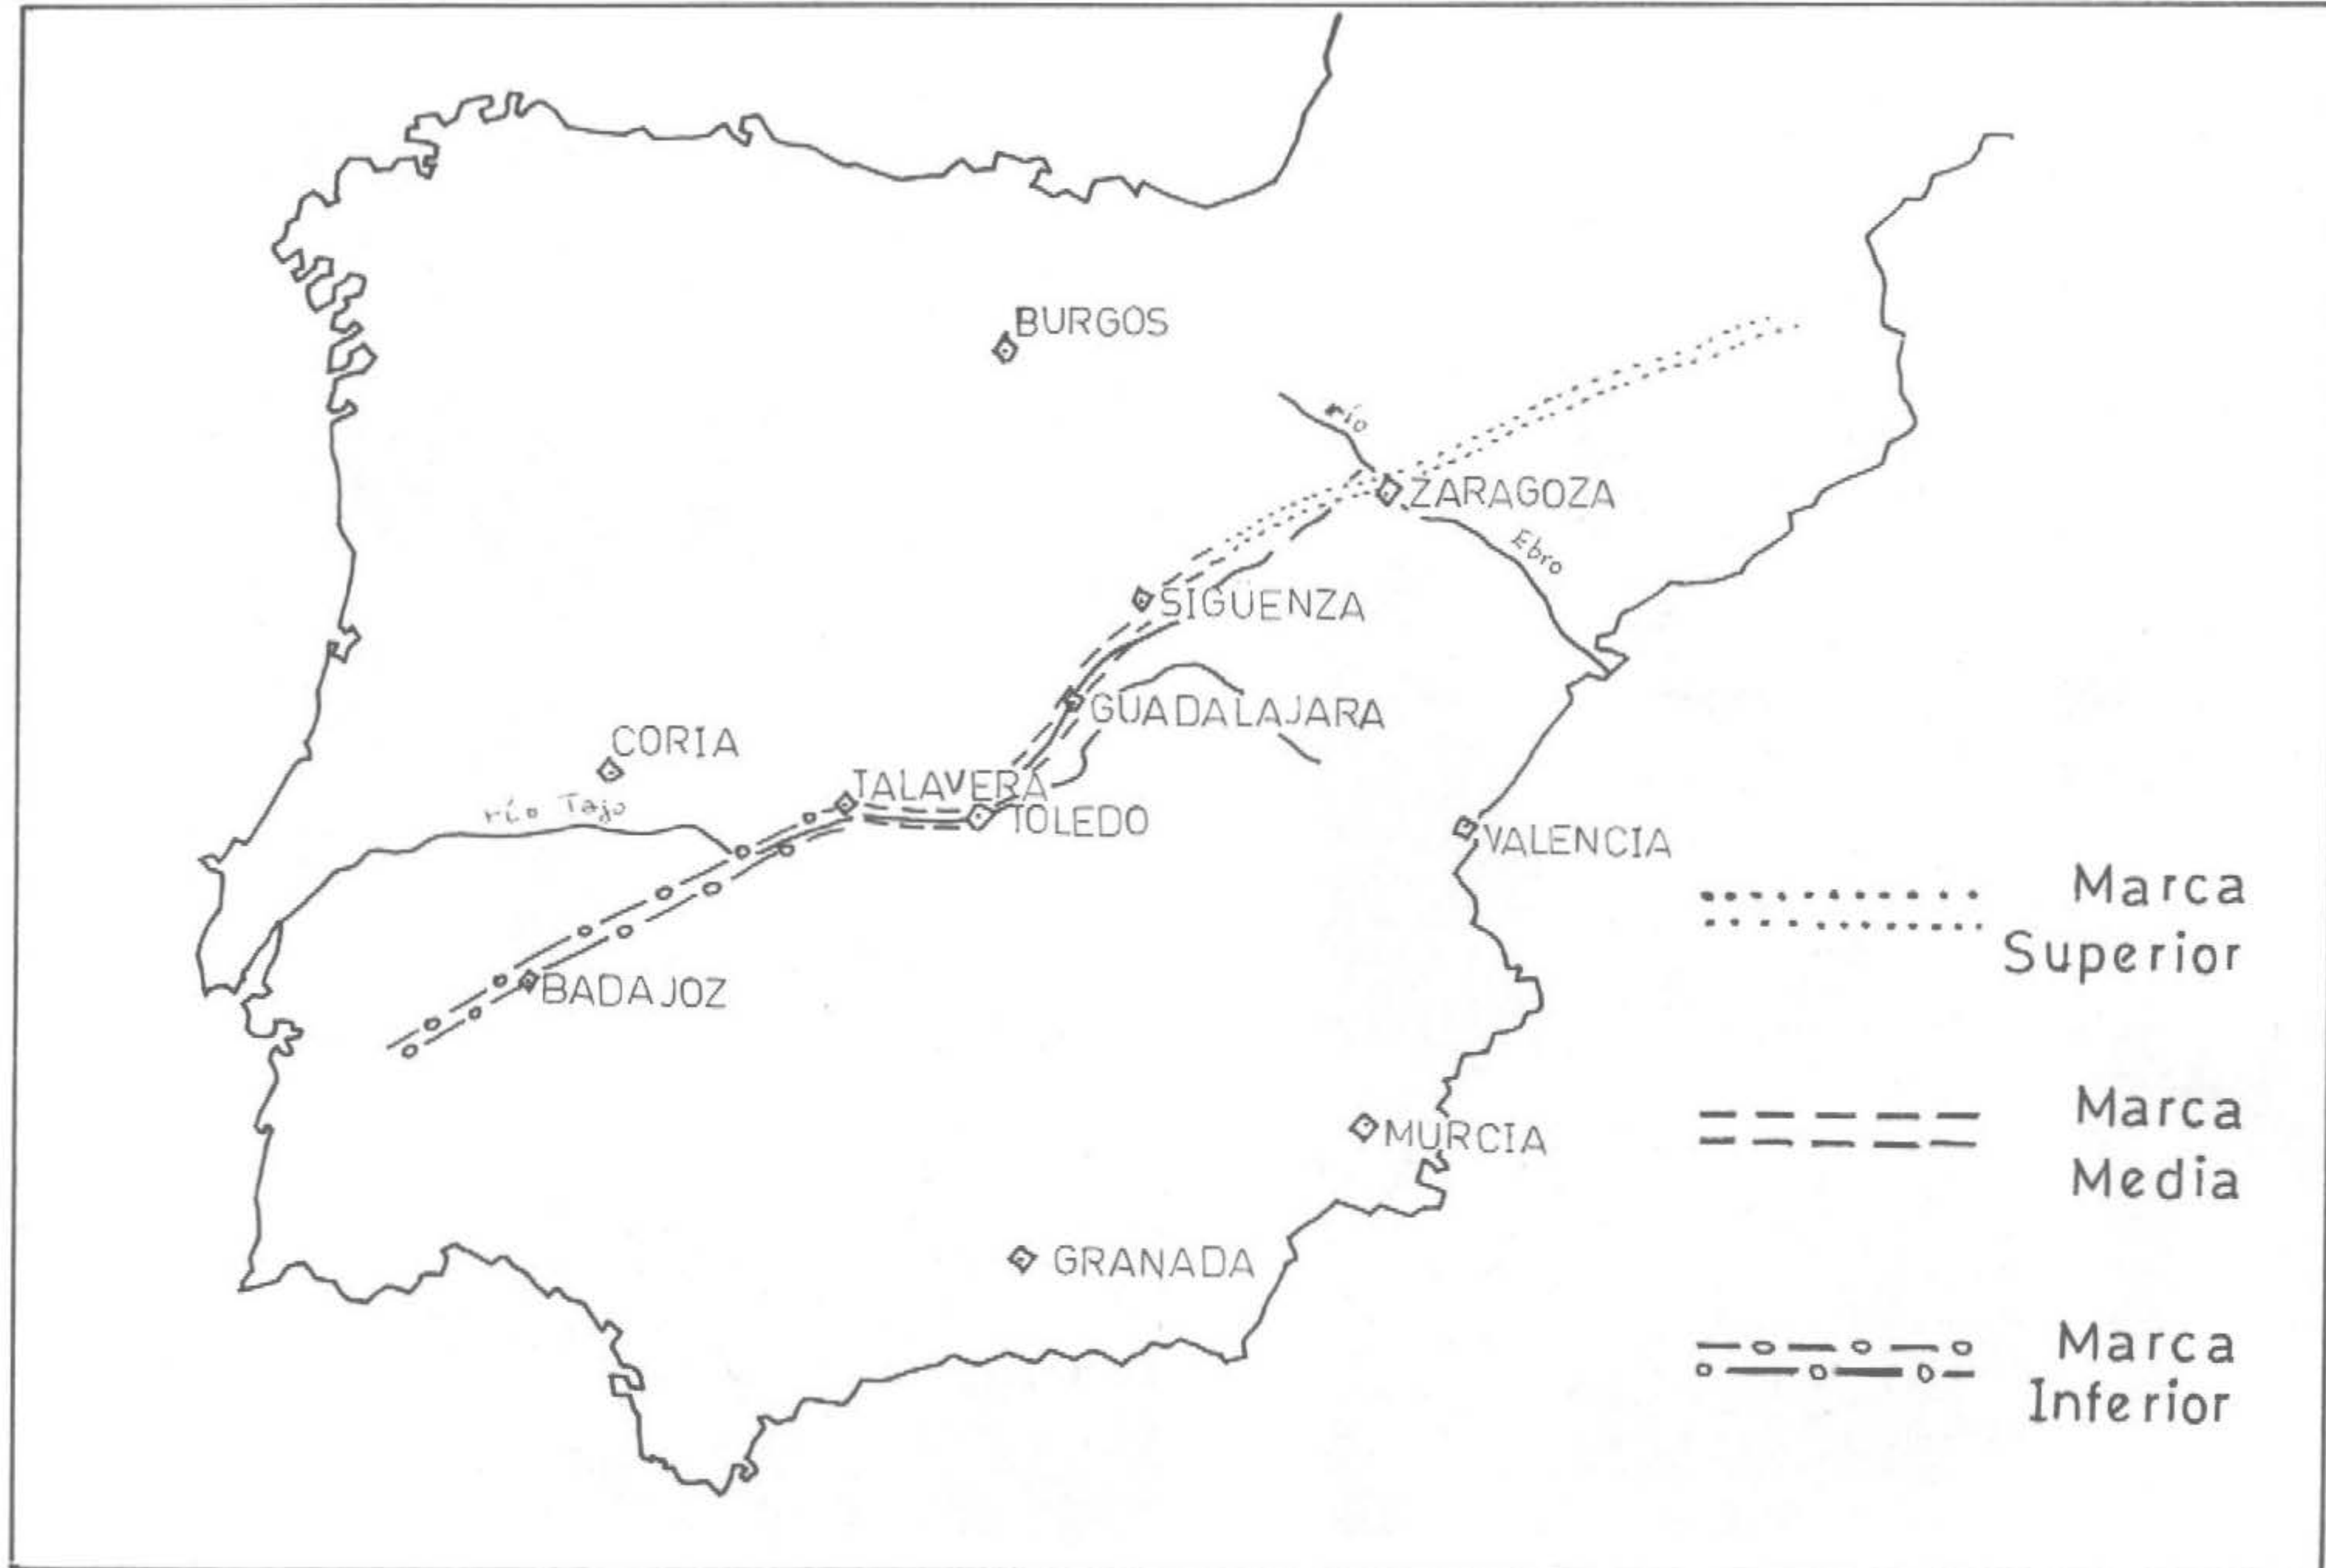 BURGOS
río
ZARAGOZA
Ebro
SIGÜENZA
GUADALAJARA
CORIA
TALAVERA
río Tajo
TOLEDO
VALENCIA
BADAJOZ
MURCIA
GRANADA
Marca
Superior
Marca
Media
Marca
Inferior